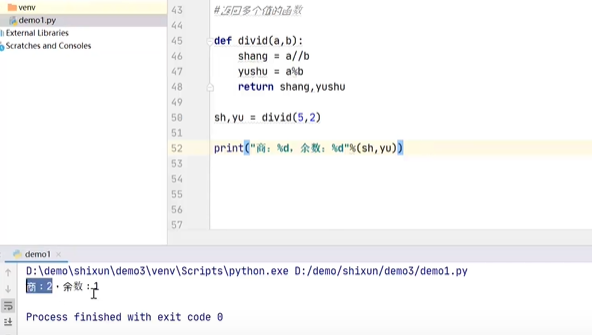 venv
demo1.py
External Libraries
Scratches and Consoles
43 #返回多个值的函数
44
45 def divid(a,b):
46 shang = a//b
47 yushu = a%b
48 return shang,yushu
49
50 sh,yu = divid(5,2)
51
52 print("商：%d，余数：%d"%(sh,yu))
53
54
55
56
57
demo1
D:\demo\shixun\demo3\venv\Scripts\python.exe D:/demo/shixun/demo3/demo1.py
商：2，余数：1
Process finished with exit code 0